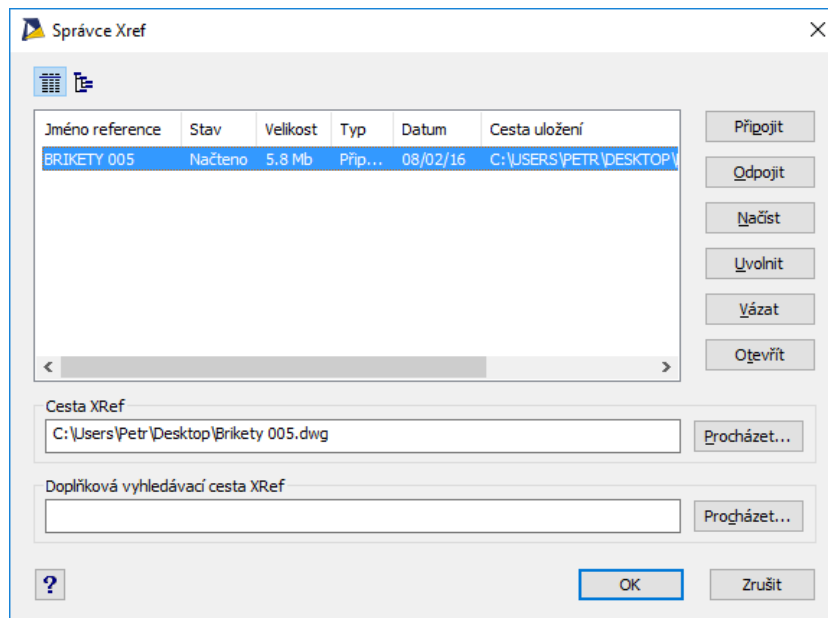 Správce Xref
Jméno reference Stav Velikost Typ Datum Cesta uložení
BRIKETY 005 Načteno 5.8 Mb Přip... 08/02/16 C:\USERS\PETR\DESKTOP\
Připojit
Odpojit
Načíst
Uvolnit
Vázat
Otevřít
Cesta XRef
C:\Users\Petr\Desktop\Brikety 005.dwg
Procházet...
Doplňková vyhledávací cesta XRef
Procházet...
?
OK
Zrušit